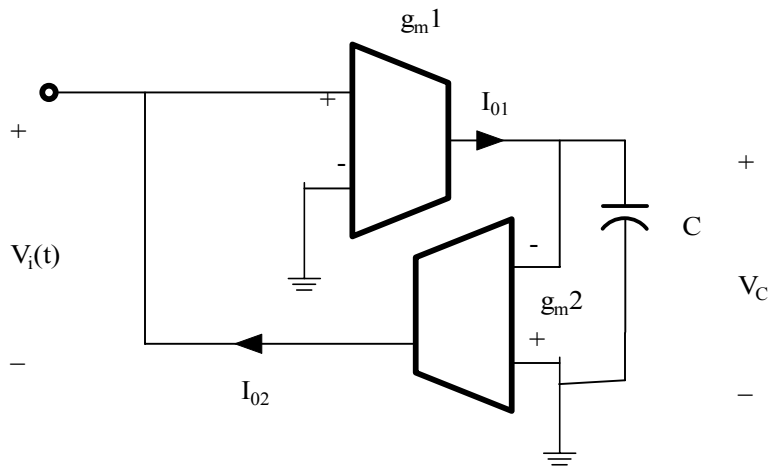 gm1
+
I01
+
+
-
-
C
Vi(t)
gm2
VC
+
–
I02
–